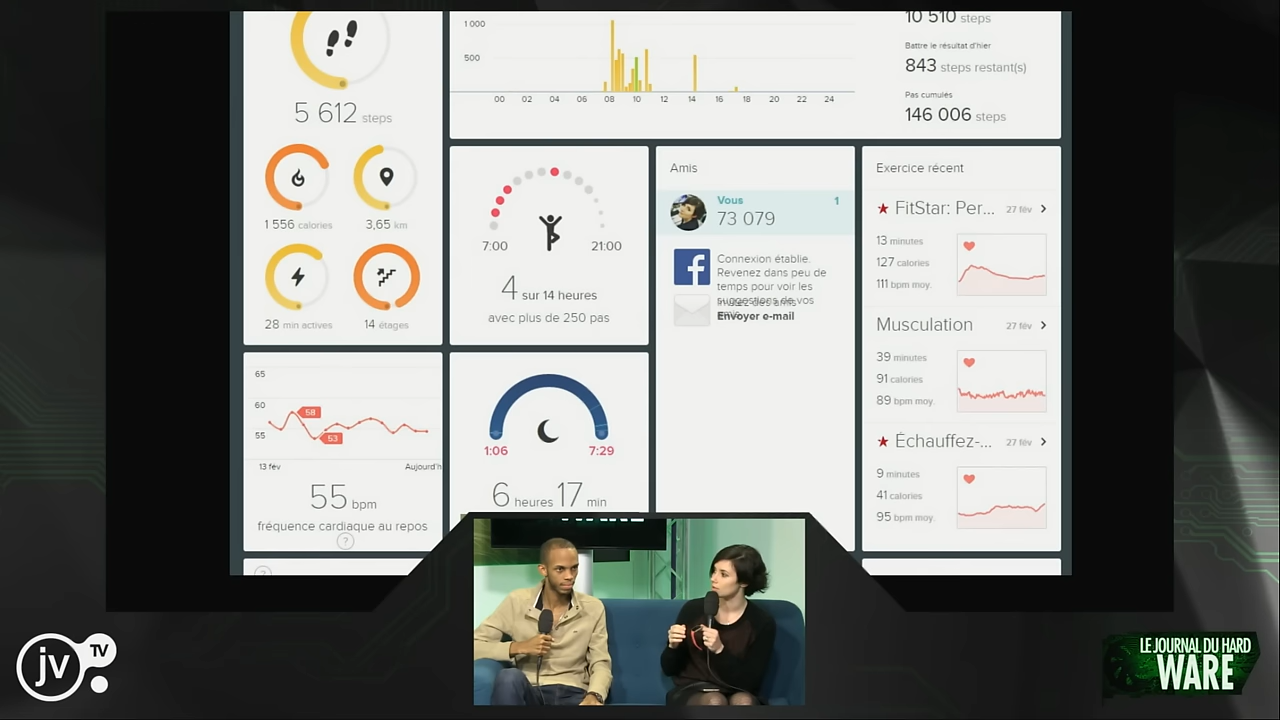 5 612 steps
1 556 calories
3,65 km
28 min actives
14 étages
1 000
500
00 02 04 06 08 10 12 14 16 18 20 22 24
10 510 steps
Battre le résultat d'hier
843 steps restant(s)
Pas cumulés
146 006 steps
7:00
21:00
4 sur 14 heures
avec plus de 250 pas
Amis
Vous
1
73 079
Connexion établie.
Revenez dans peu de
temps pour voir les
suggestions de vos
Envoyer e-mail
Exercice récent
FitStar: Per...
27 fév
13 minutes
127 calories
111 bpm moy.
Musculation
27 fév
39 minutes
91 calories
89 bpm moy.
Échauffez-...
27 fév
9 minutes
41 calories
95 bpm moy.
65
60
55
58
53
13 fév
Aujourd'h
55 bpm
fréquence cardiaque au repos
?
1:06
7:29
6 heures 17 min
?
jv
TV
LE JOURNAL DU HARD
WARE